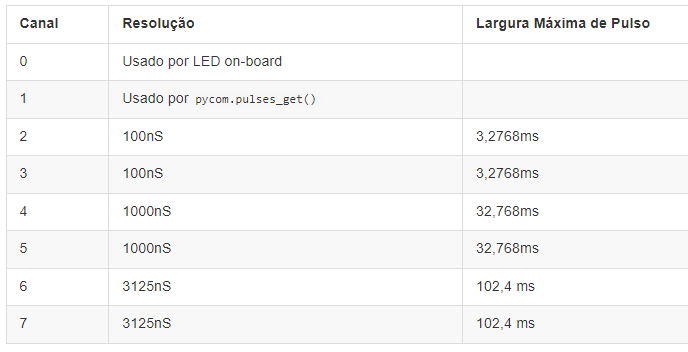 Canal Resolução Largura Máxima de Pulso
0 Usado por LED on-board
1 Usado por pycom.pulses_get()
2 100nS 3,2768ms
3 100nS 3,2768ms
4 1000nS 32,768ms
5 1000nS 32,768ms
6 3125nS 102,4 ms
7 3125nS 102,4 ms